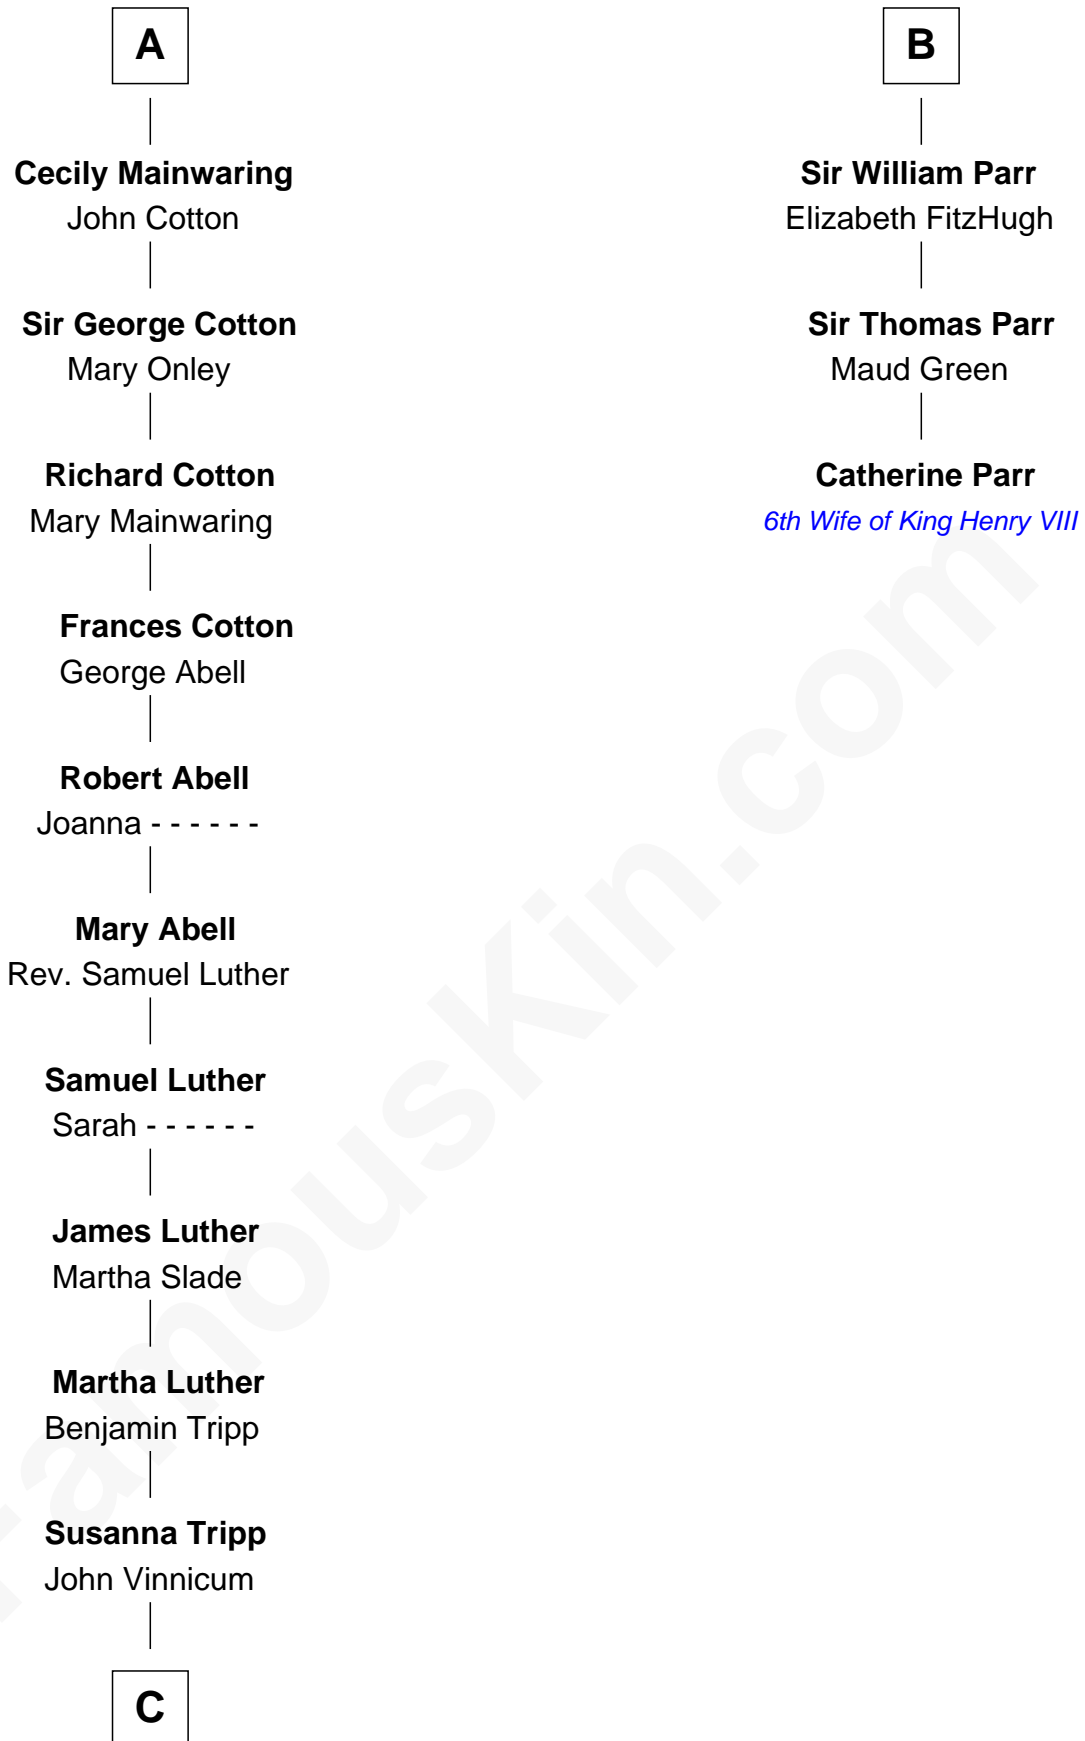 A
Cecily Mainwaring
John Cotton
Sir George Cotton
Mary Onley
Richard Cotton
Mary Mainwaring
Frances Cotton
George Abell
Robert Abell
Joanna - - - - - -
Mary Abell
Rev. Samuel Luther
Samuel Luther
Sarah - - - - - -
James Luther
Martha Slade
Martha Luther
Benjamin Tripp
Susanna Tripp
John Vinnicum
C
B
Sir William Parr
Elizabeth FitzHugh
Sir Thomas Parr
Maud Green
Catherine Parr
6th Wife of King Henry VIII
FamousKin.com